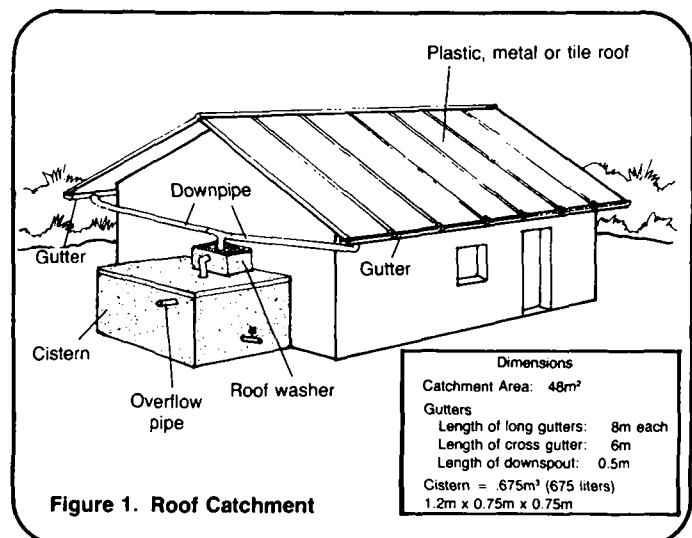 Plastic, metal or tile roof
Downpipe
Gutter
Gutter
Cistern
Overflow
pipe
Roof washer
Dimensions
Catchment Area: 48m²
Gutters
Length of long gutters: 8m each
Length of cross gutter: 6m
Length of downspout: 0.5m
Cistern = .675m³ (675 liters)
1.2m x 0.75m x 0.75m
Figure 1. Roof Catchment